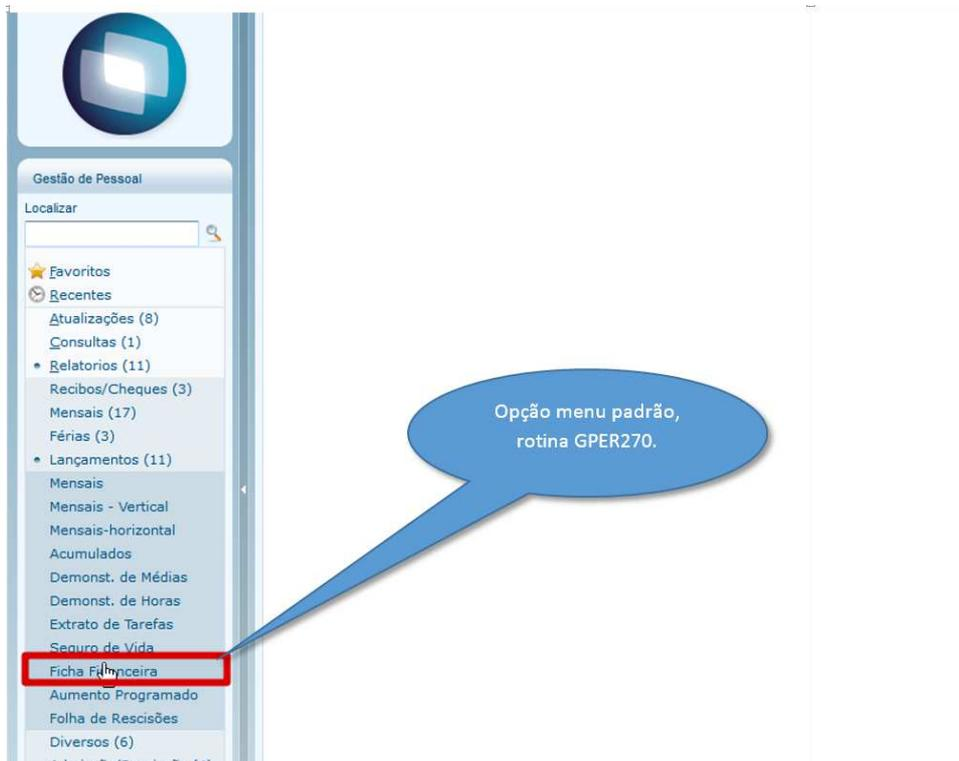 Gestão de Pessoal
Localizar
Favoritos
Recentes
Atualizações (8)
Consultas (1)
Relatorios (11)
Recibos/Cheques (3)
Mensais (17)
Férias (3)
Lançamentos (11)
Mensais
Mensais - Vertical
Mensais-horizontal
Acumulados
Demonst. de Médias
Demonst. de Horas
Extrato de Tarefas
Seguro de Vida
Ficha Financeira
Aumento Programado
Folha de Rescisões
Diversos (6)
Opção menu padrão,
rotina GPER270.